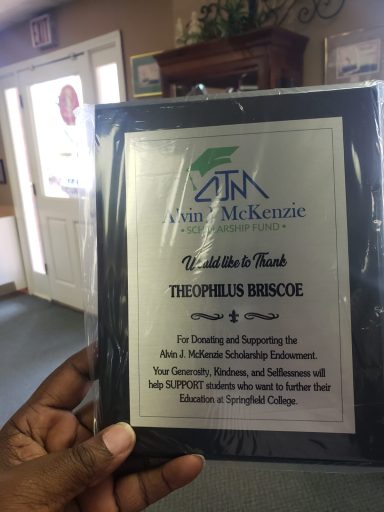 EXIT
AJM
Alvin J McKenzie
• SCHOLARSHIP FUND •
Would like to Thank
THEOPHILUS BRISCOE
For Donating and Supporting the
Alvin J. McKenzie Scholarship Endowment.
Your Generosity, Kindness, and Selflessness will
help SUPPORT students who want to further their
Education at Springfield College.